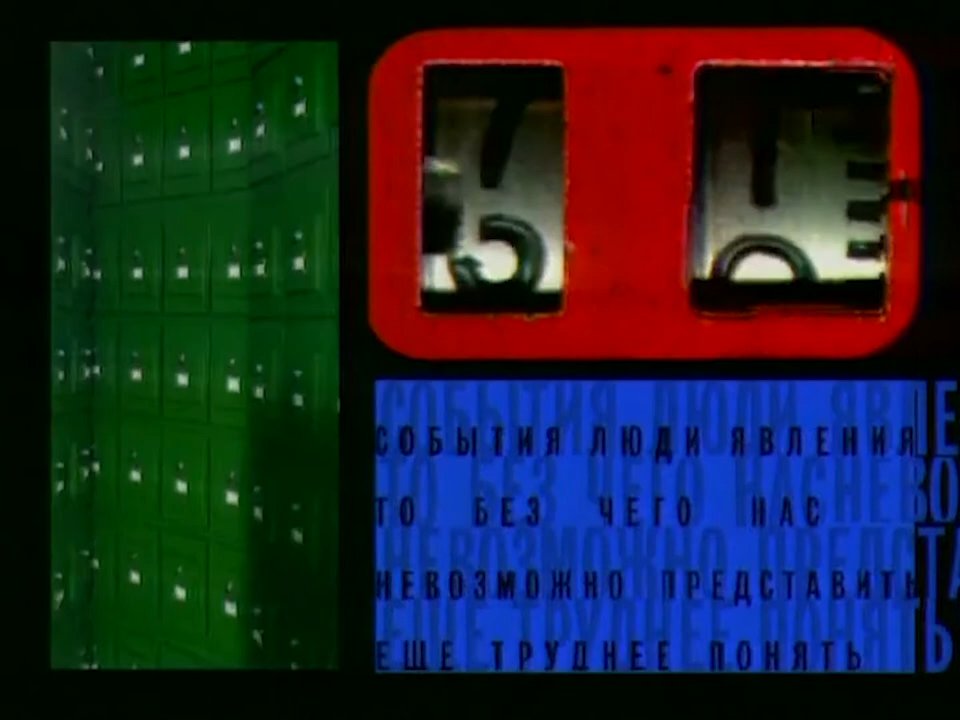 СОБЫТИЯ ЛЮДИ ЯВЛЕНИЯ
ТО БЕЗ ЧЕГО НАС
НЕВОЗМОЖНО ПРЕДСТАВИТЬ
ЕЩЕ ТРУДНЕЕ ПОНЯТЬ